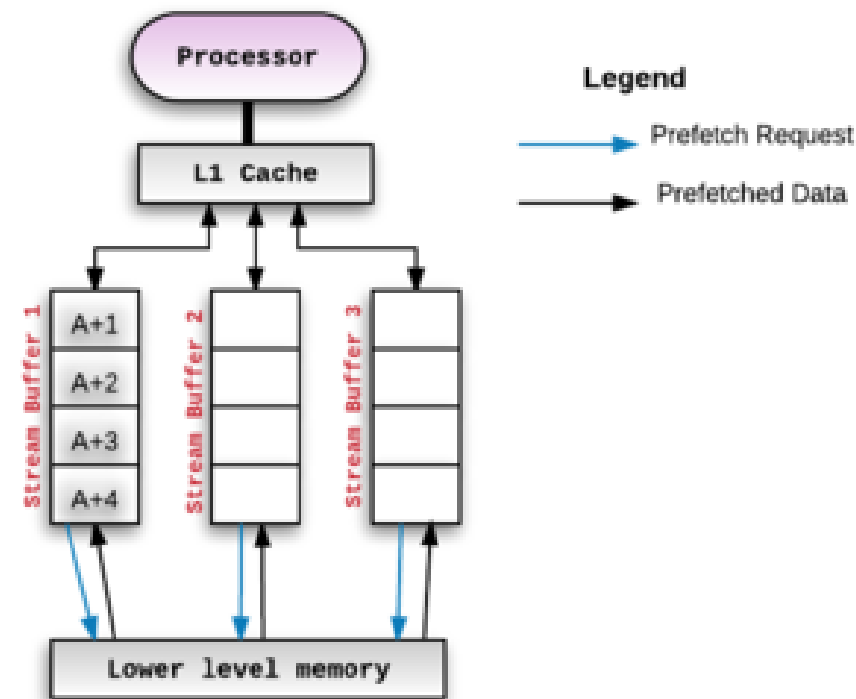 Processor
Legend
Prefetch Request
L1 Cache
Prefetched Data
Stream Buffer 1
A+1
A+2
A+3
A+4
Stream Buffer 2
Stream Buffer 3
Lower level memory